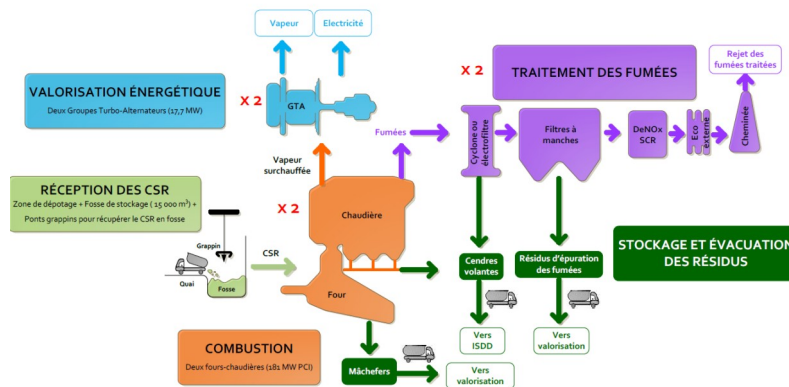 Vapeur
Electricité
VALORISATION ÉNERGÉTIQUE
Deux Groupes Turbo-Alternateurs (17,7 MW)
X 2
GTA
X 2
TRAITEMENT DES FUMÉES
Rejet des
fumées traitées
Fumées
Cyclone ou
électrofiltre
Filtres à
manches
DeNOx
SCR
Eco
externe
Cheminée
Vapeur
surchauffée
RÉCEPTION DES CSR
Zone de dépotage + Fosse de stockage ( 15 000 m³) +
Ponts grappins pour récupérer le CSR en fosse
X 2
Chaudière
Grappin
CSR
Quai
Fosse
Four
Cendres
volantes
Résidus d'épuration
des fumées
STOCKAGE ET ÉVACUATION
DES RÉSIDUS
COMBUSTION
Deux fours-chaudières (181 MW PCI)
Mâchefers
Vers
ISDD
Vers
valorisation
Vers
valorisation